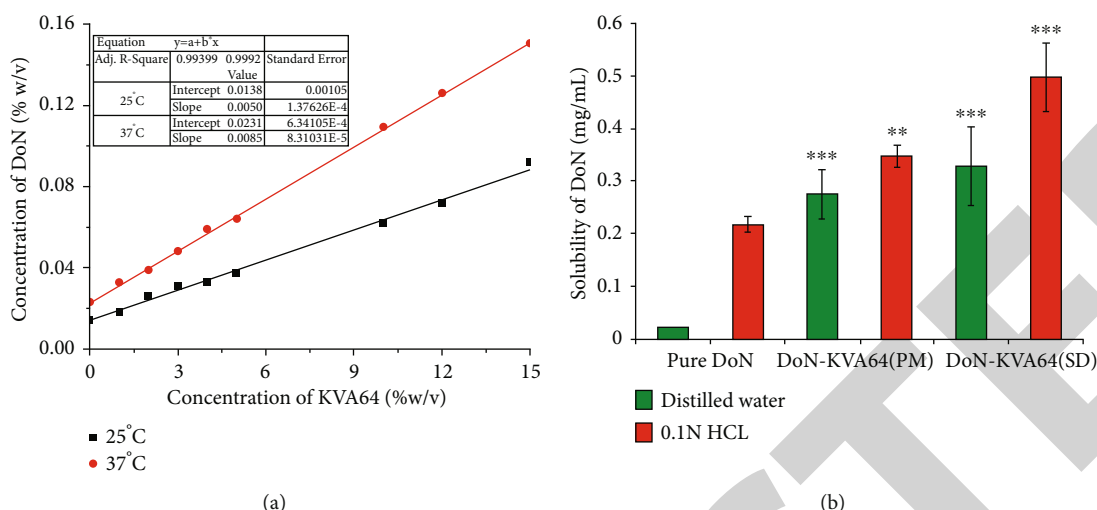 0.16
0.12
0.08
0.04
0.00
Concentration of DoN (% w/v)
Equation y=a+b*x
Adj. R-Square 0.99399 0.9992 Standard Error
Value
25°C Intercept 0.0138 0.00105
Slope 0.0050 1.37626E-4
37°C Intercept 0.0231 6.34105E-4
Slope 0.0085 8.31031E-5
0 3 6 9 12 15
Concentration of KVA64 (%w/v)
25°C
37°C
(a)
0.6
0.5
0.4
0.3
0.2
0.1
0
Solubility of DoN (mg/mL)
*** ** *** ***
Pure DoN DoN-KVA64(PM) DoN-KVA64(SD)
Distilled water
0.1N HCL
(b)